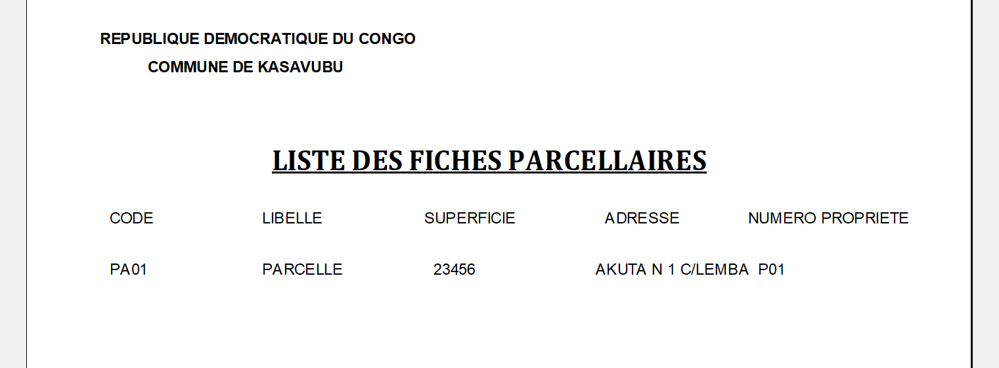 REPUBLIQUE DEMOCRATIQUE DU CONGO
COMMUNE DE KASAVUBU
LISTE DES FICHES PARCELLAIRES
CODE LIBELLE SUPERFICIE ADRESSE NUMERO PROPRIETE
PA01 PARCELLE 23456 AKUTA N 1 C/LEMBA P01